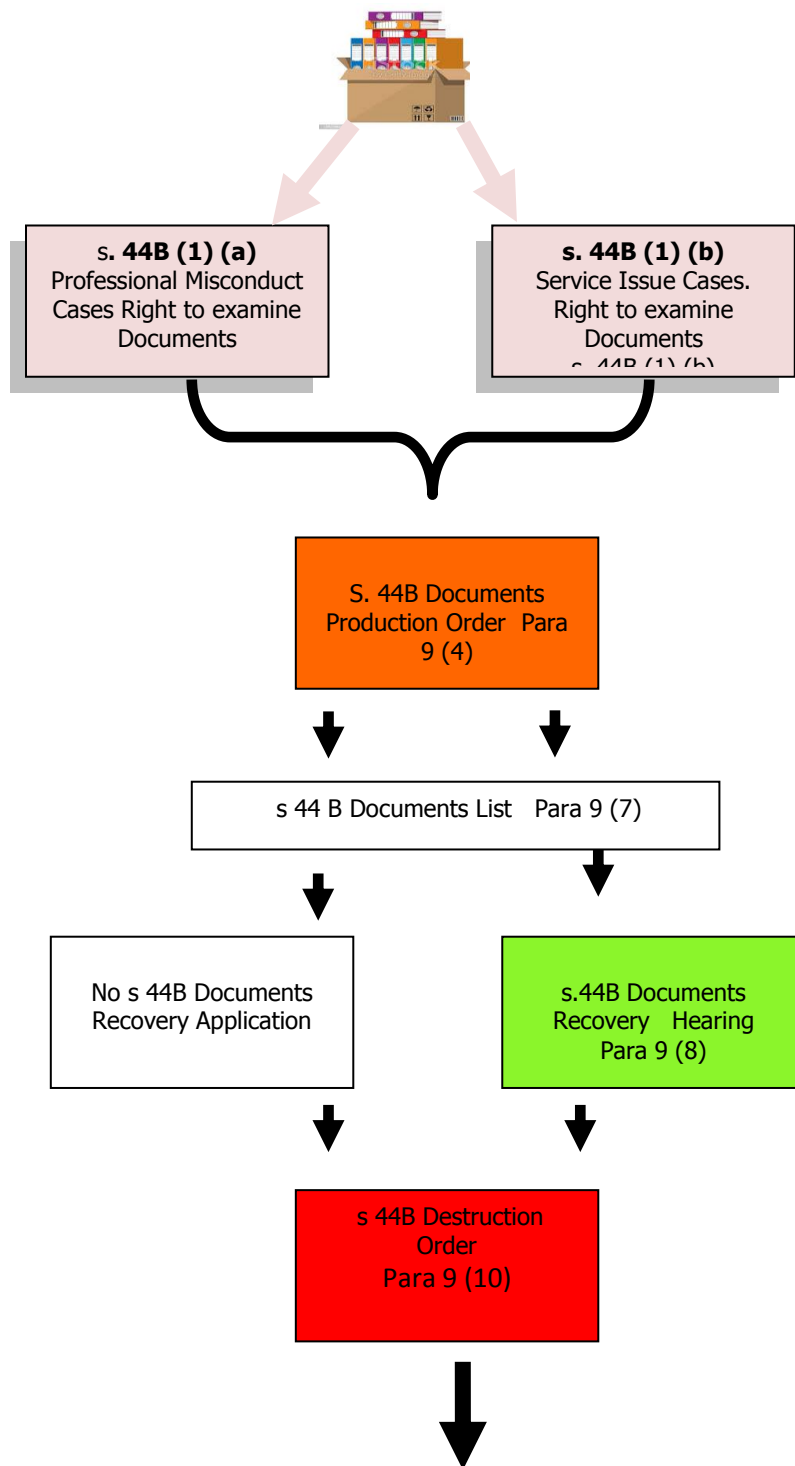 s. 44B (1) (a)
Professional Misconduct
Cases Right to examine
Documents
s. 44B (1) (b)
Service Issue Cases.
Right to examine
Documents
s. 44B (1) (b)
S. 44B Documents
Production Order Para
9 (4)
s 44 B Documents List Para 9 (7)
No s 44B Documents
Recovery Application
s.44B Documents
Recovery Hearing
Para 9 (8)
s 44B Destruction
Order
Para 9 (10)